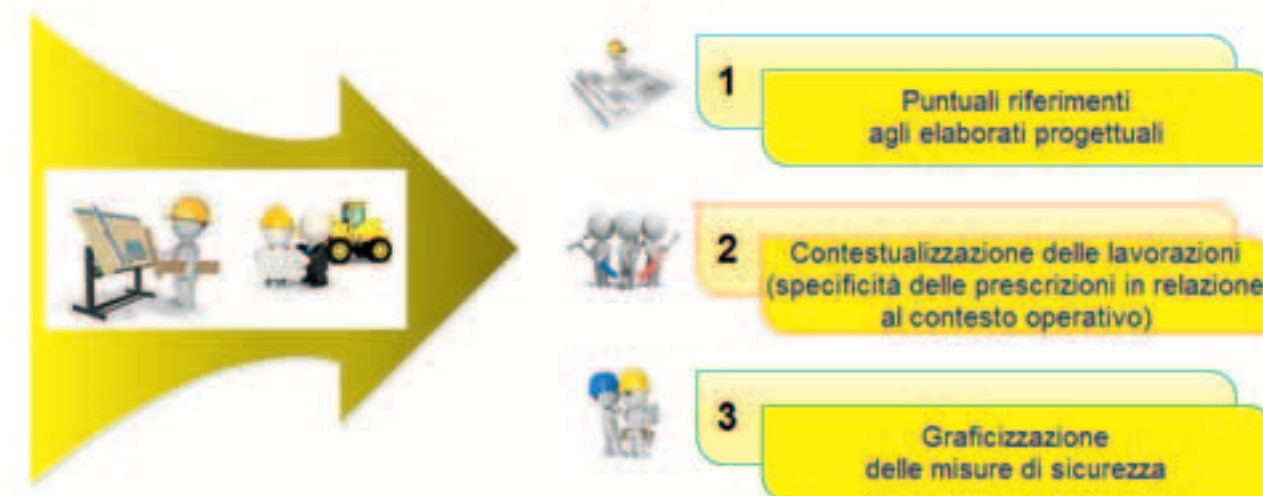 1
Puntuali riferimenti
agli elaborati progettuali
2
Contestualizzazione delle lavorazioni
(specificità delle prescrizioni in relazione
al contesto operativo)
3
Graficizzazione
delle misure di sicurezza